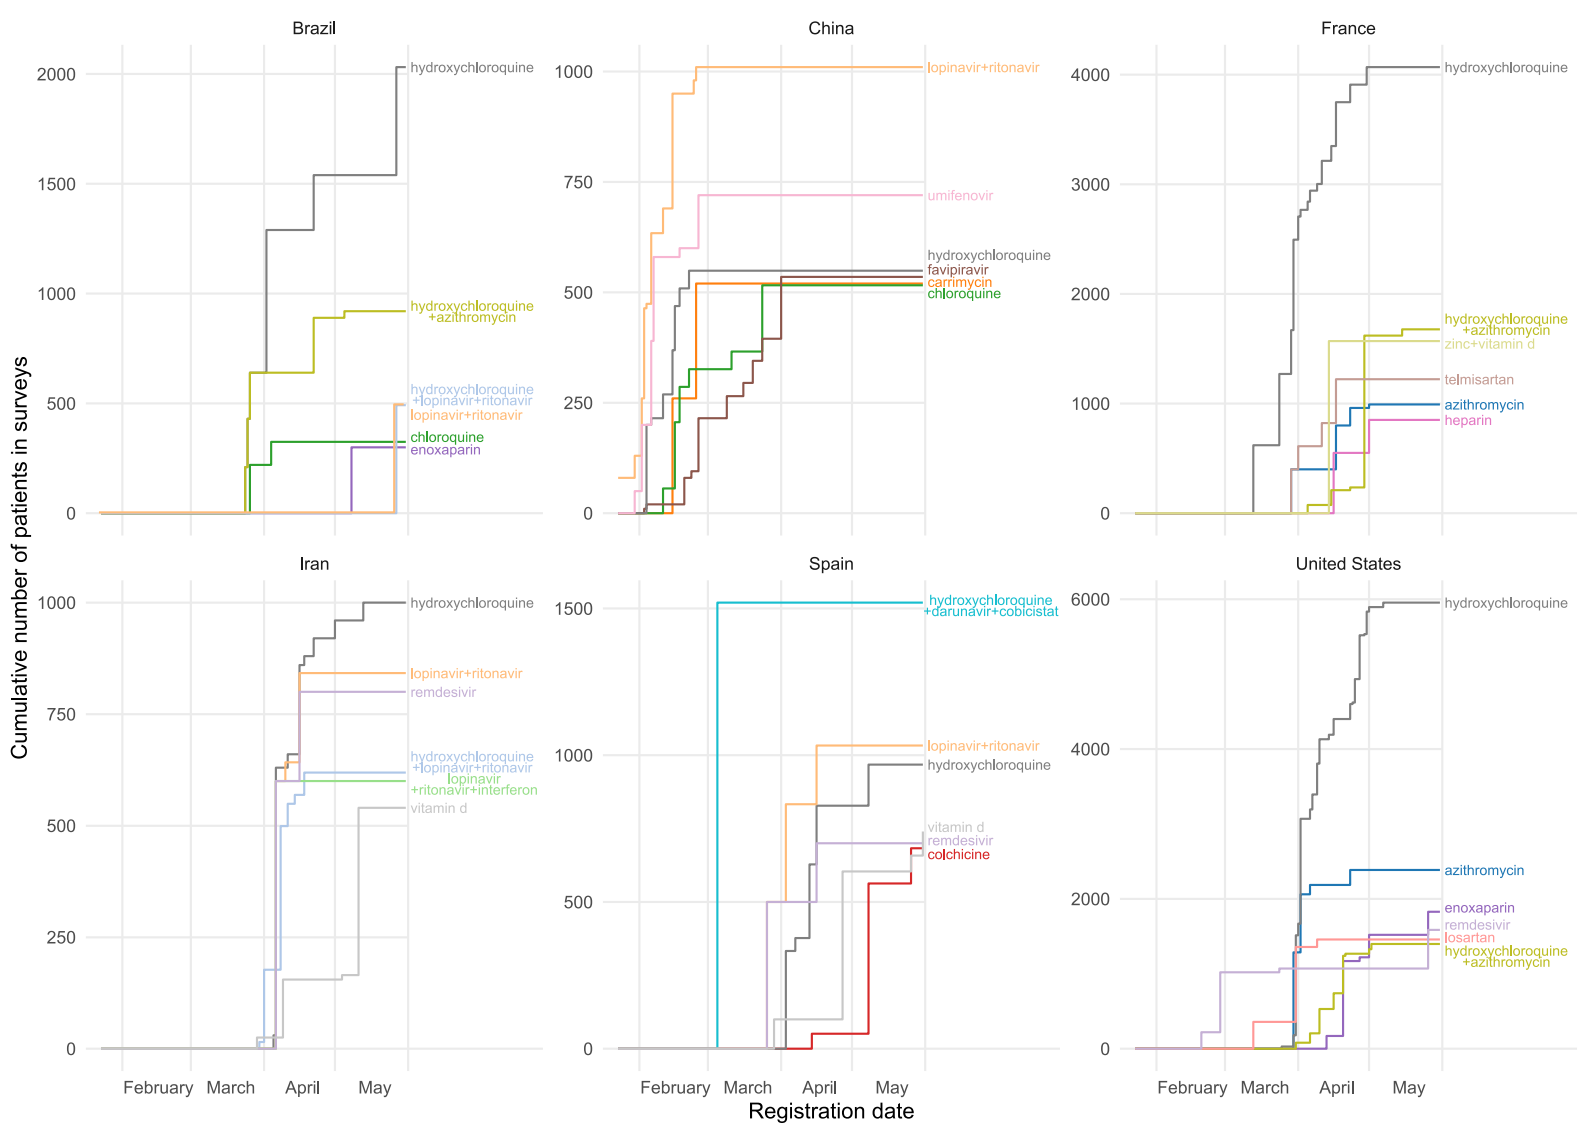 Brazil
China
France
2000
1500
1000
500
0
hydroxychloroquine
hydroxychloroquine
+azithromycin
hydroxychloroquine
+lopinavir+ritonavir
lopinavir+ritonavir
chloroquine
enoxaparin
1000
750
500
250
0
lopinavir+ritonavir
umifenovir
hydroxychloroquine
favipiravir
carrimycin
chloroquine
4000
3000
2000
1000
0
hydroxychloroquine
hydroxychloroquine
+azithromycin
zinc+vitamin d
telmisartan
azithromycin
heparin
Cumulative number of patients in surveys
Iran
Spain
United States
1000
750
500
250
0
hydroxychloroquine
lopinavir+ritonavir
remdesivir
hydroxychloroquine
+lopinavir+ritonavir
lopinavir
+ritonavir+interferon
vitamin d
1500
1000
500
0
hydroxychloroquine
+darunavir+cobicistat
lopinavir+ritonavir
hydroxychloroquine
vitamin d
remdesivir
colchicine
6000
4000
2000
0
hydroxychloroquine
azithromycin
enoxaparin
remdesivir
losartan
hydroxychloroquine
+azithromycin
February March April May
February March April May
February March April May
Registration date